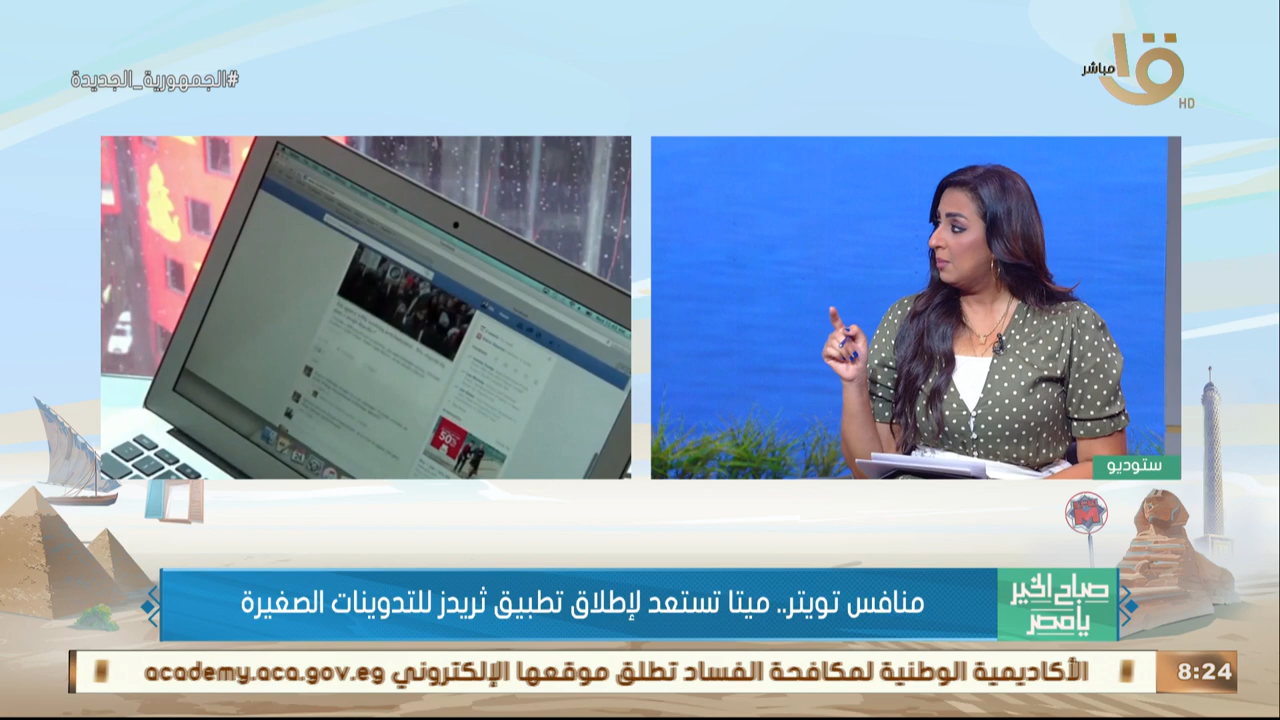 #الجمهورية_الجديدة
مباشر
HD
50%
ستوديو
صباح الخير
يا مصر
منافس تويتر.. ميتا تستعد لإطلاق تطبيق ثريدز للتدوينات الصغيرة
8:24
الأكاديمية الوطنية لمكافحة الفساد تطلق موقعها الإلكتروني academy.aca.gov.eg